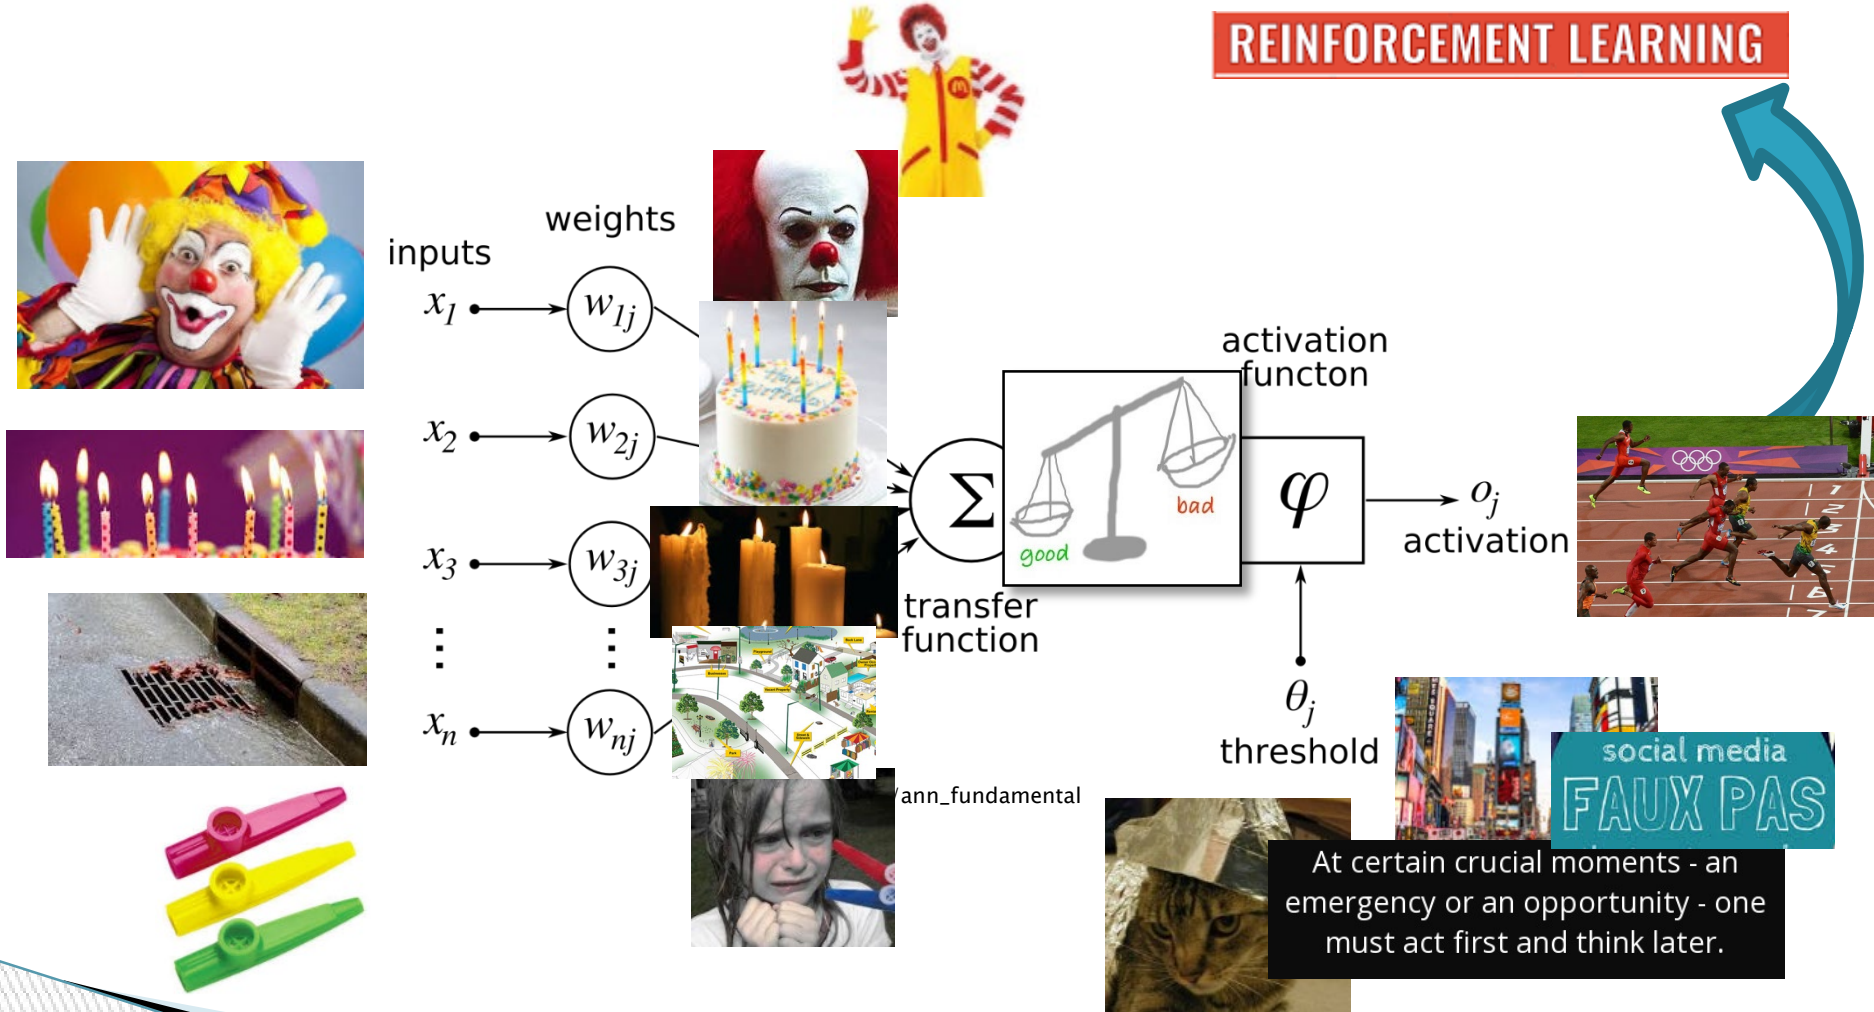 REINFORCEMENT LEARNING
weights
inputs
x1
w1j
x2
w2j
x3
w3j
xn
wnj
Σ
transfer
function
good
bad
activation
functon
φ
oj
activation
θj
threshold
/ann_fundamental
social media
FAUX PAS
At certain crucial moments - an
emergency or an opportunity - one
must act first and think later.